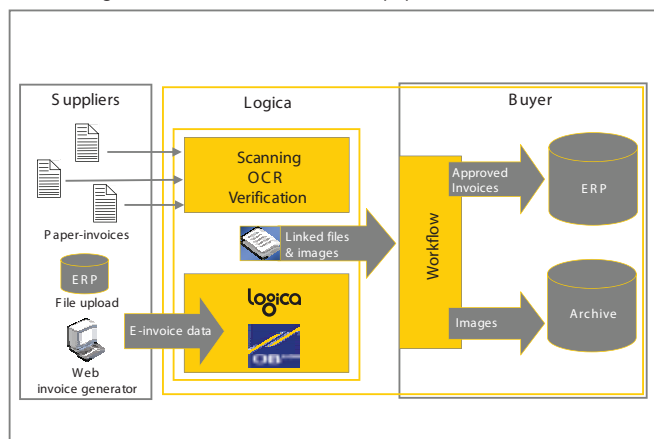 Suppliers
Paper-invoices
ERP
File upload
Web
invoice generator
Logica
Scanning
OCR
Verification
Linked files
& images
E-invoice data
logica
OB
Buyer
Workflow
Approved
Invoices
ERP
Images
Archive